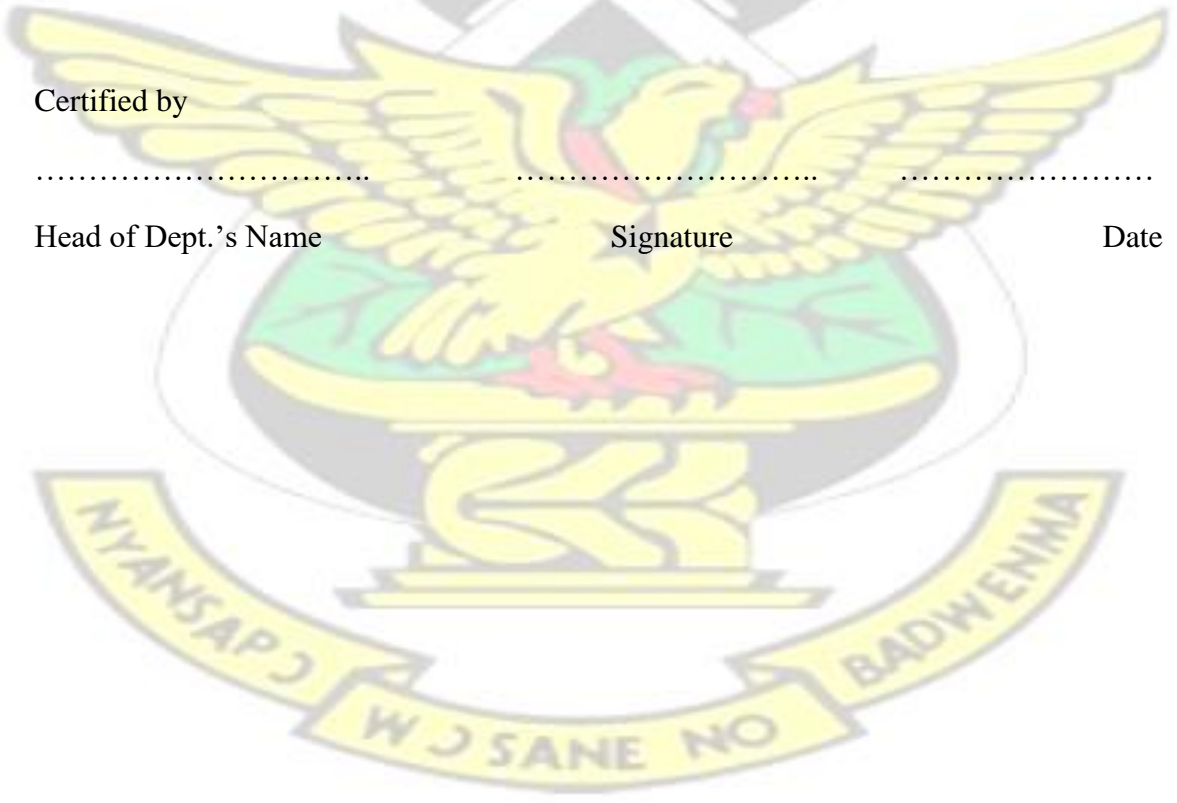 Certified by
…………………………….. ……………………….. ……………………
Head of Dept.’s Name Signature Date
NYANSAPƆ WƆSANE NO BADWENMA